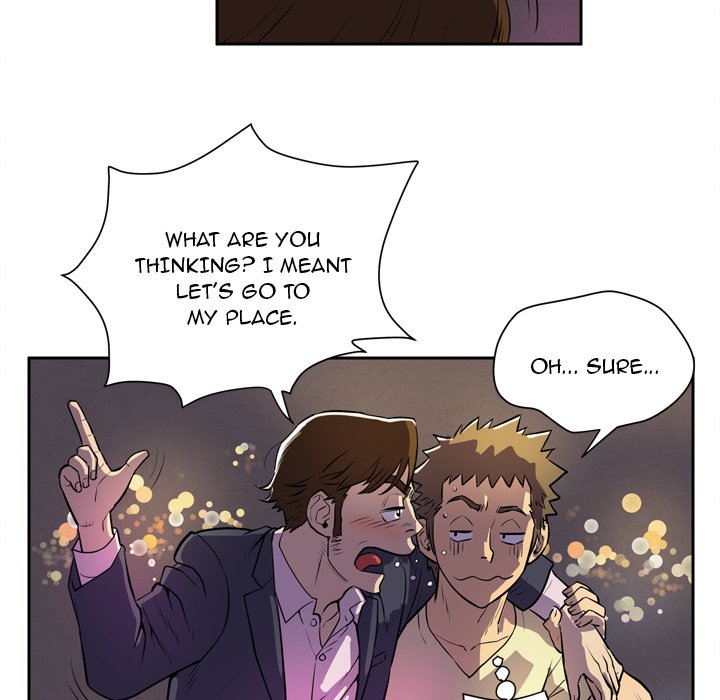 WHAT ARE YOU
THINKING? I MEANT
LET'S GO TO
MY PLACE.
OH... SURE...